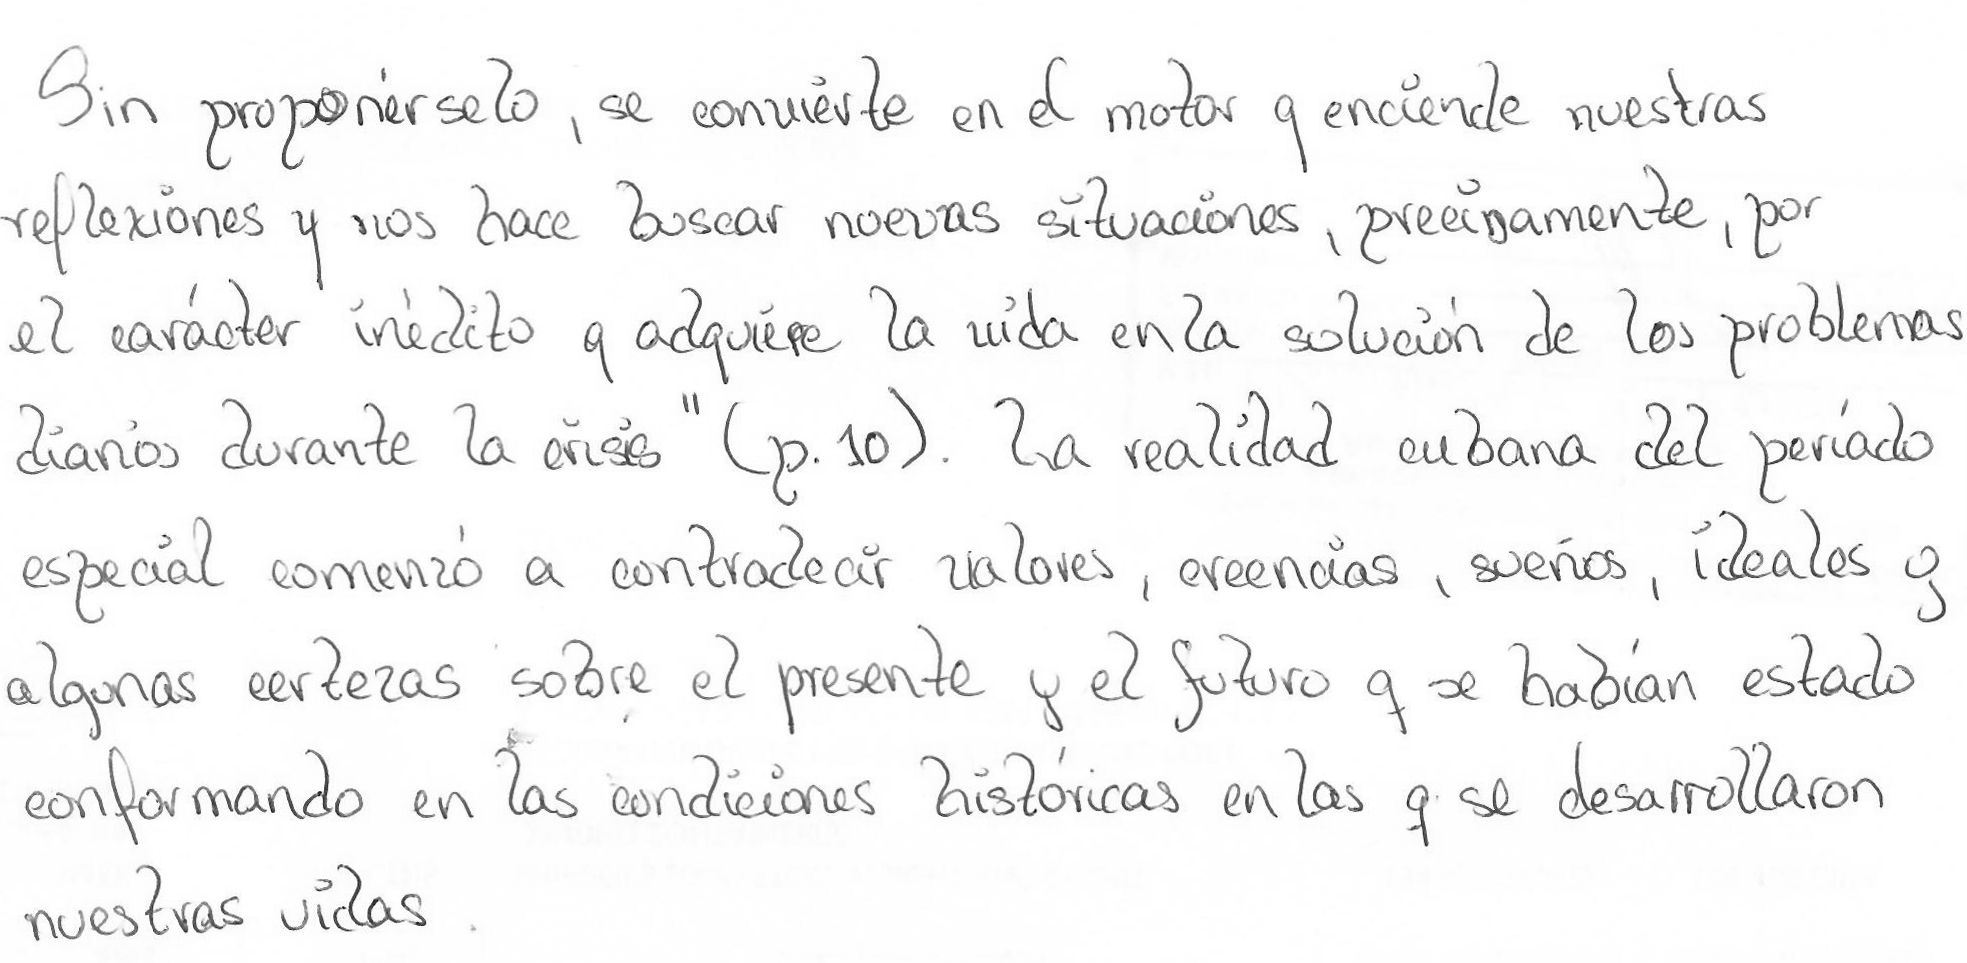 Sin proponérselo, se convierte en el motor q enciende nuestras
reflexiones y nos hace buscar nuevas situaciones, precisamente, por
el carácter inédito q adquiere la vida en la solución de los problemas
diarios durante la crisis" (p. 10). La realidad cubana del período
especial comenzó a contradecir valores, creencias, sueños, ideales y
algunas certezas sobre el presente y el futuro q se habían estado
conformando en las condiciones históricas en las q se desarrollaron
nuestras vidas.